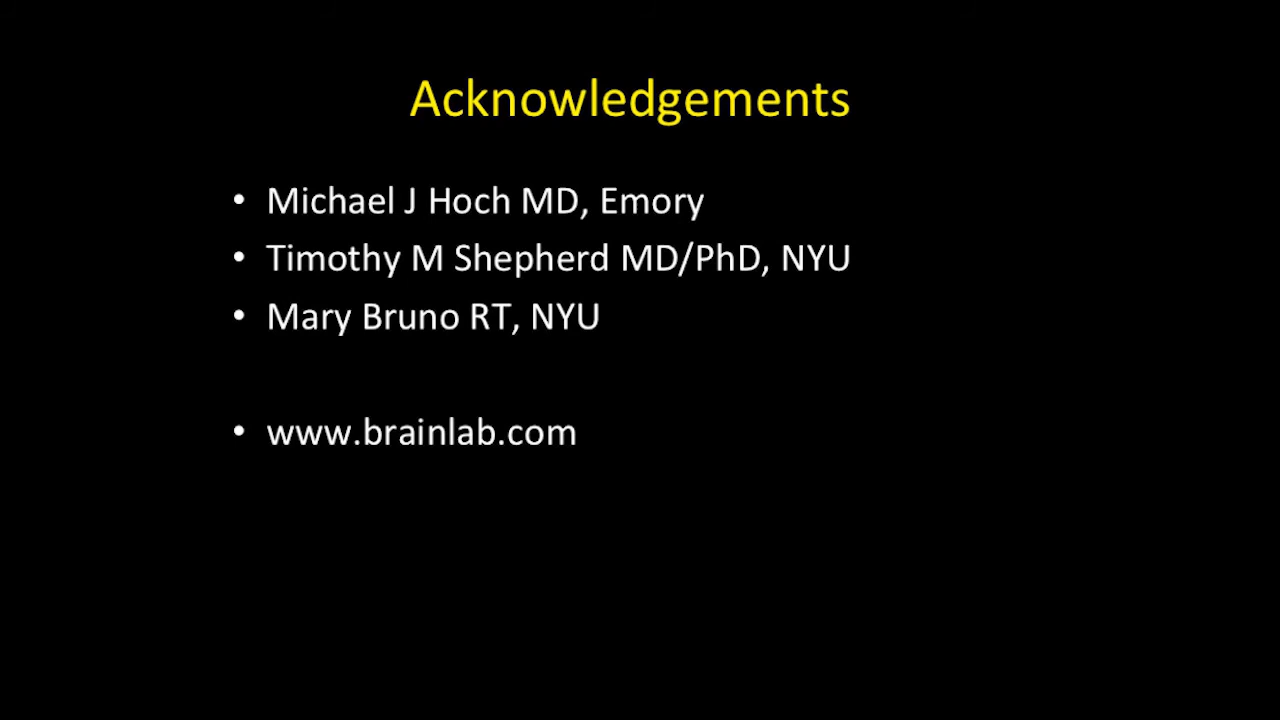 Acknowledgements
• Michael J Hoch MD, Emory
• Timothy M Shepherd MD/PhD, NYU
• Mary Bruno RT, NYU
• www.brainlab.com